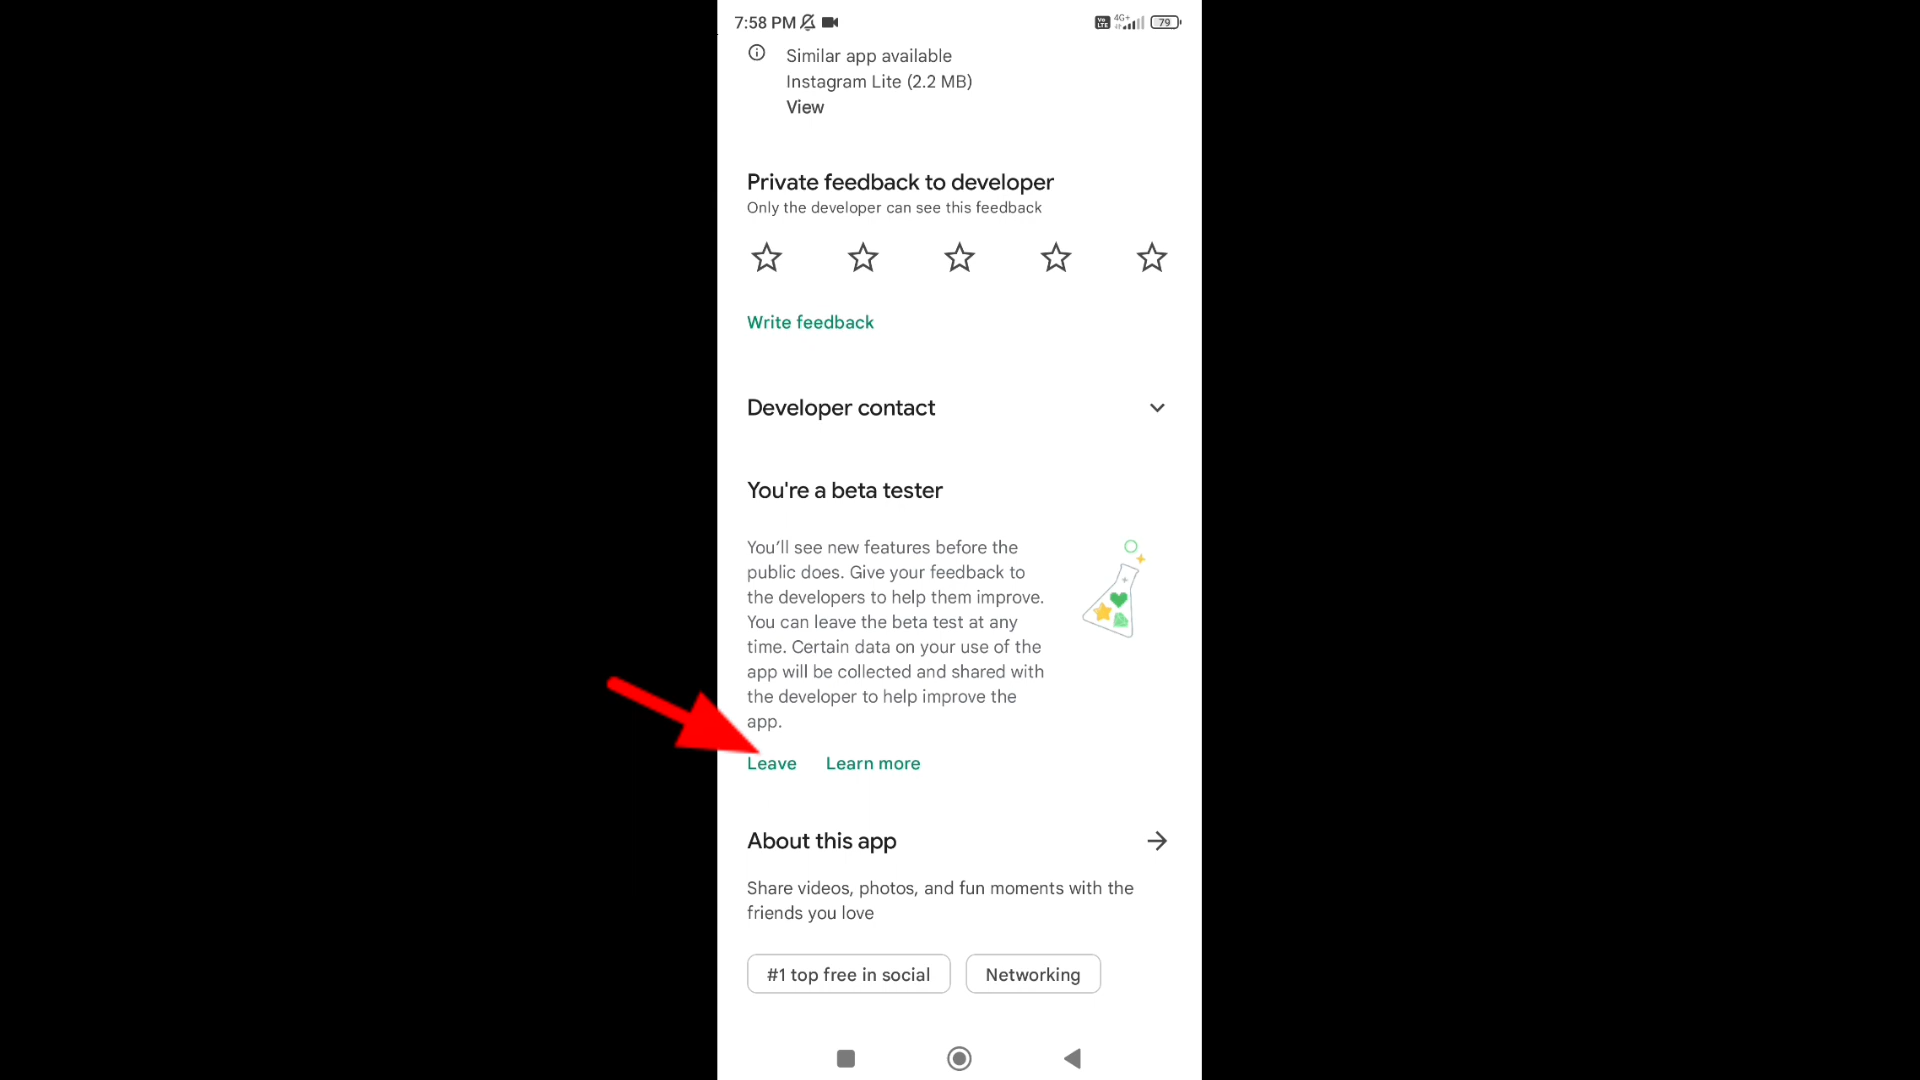 7:58 PM
Vo LTE 4G+ 79
Similar app available
Instagram Lite (2.2 MB)
View
Private feedback to developer
Only the developer can see this feedback
Write feedback
Developer contact
You're a beta tester
You’ll see new features before the
public does. Give your feedback to
the developers to help them improve.
You can leave the beta test at any
time. Certain data on your use of the
app will be collected and shared with
the developer to help improve the
app.
Leave Learn more
About this app
Share videos, photos, and fun moments with the
friends you love
#1 top free in social Networking